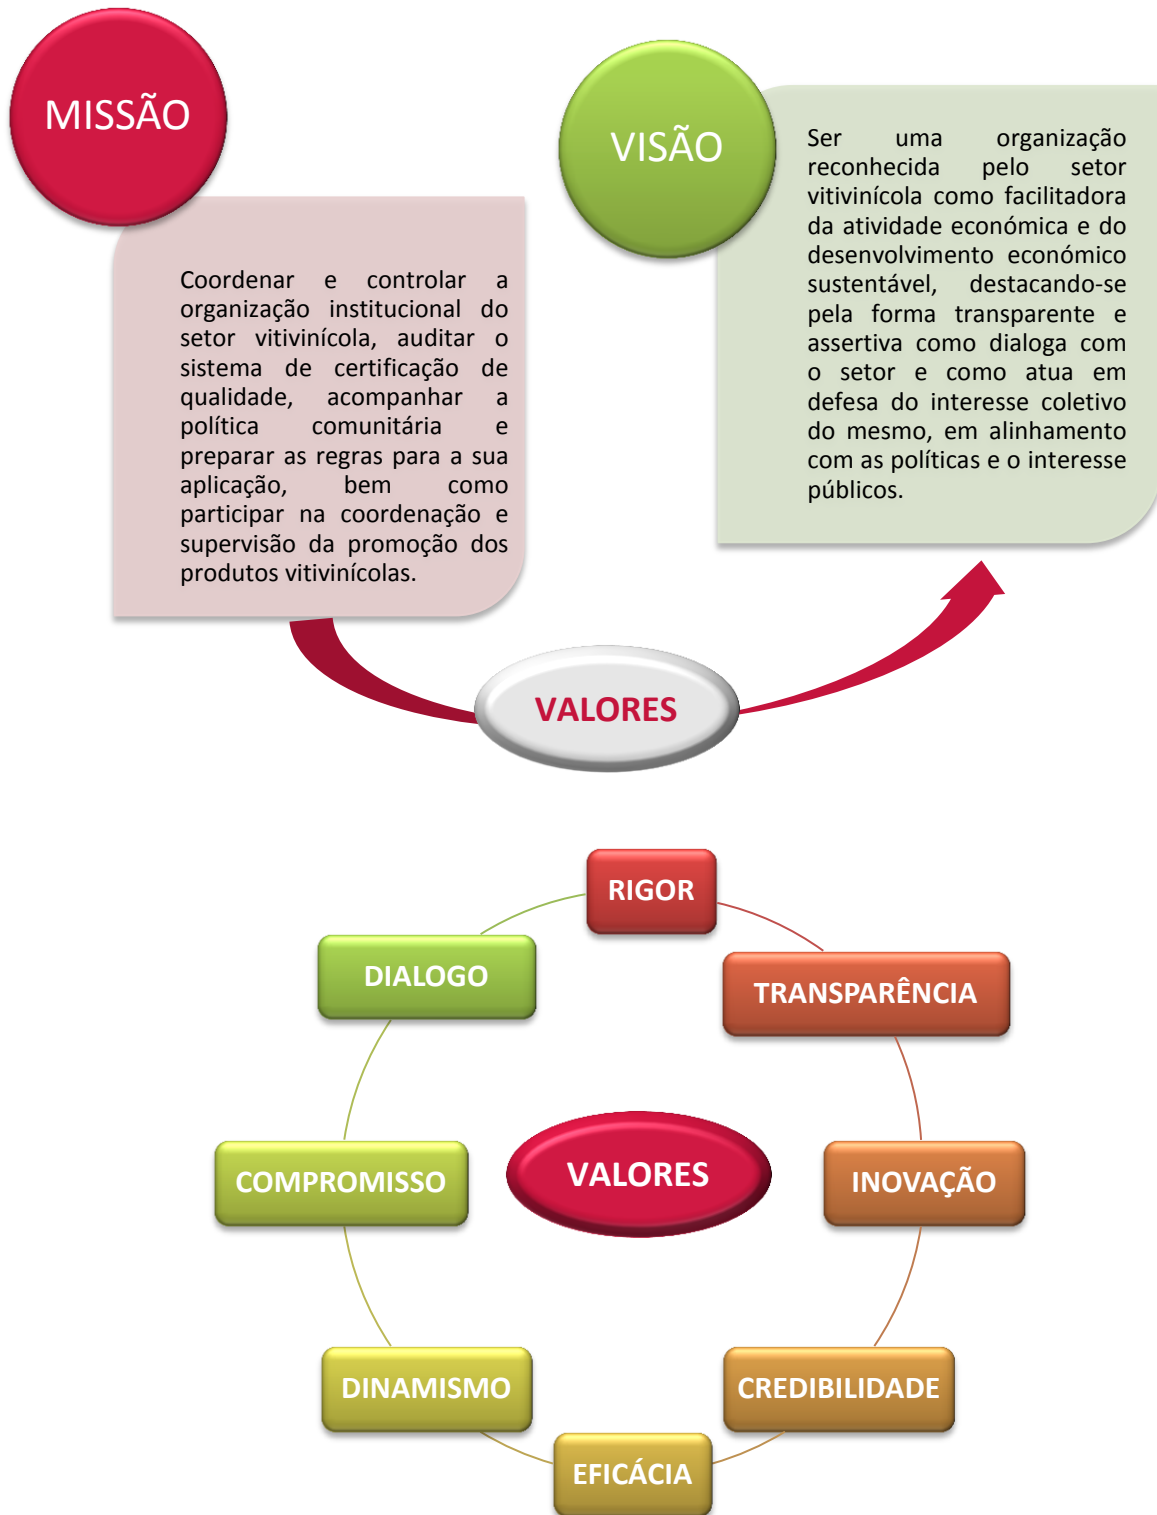 MISSÃO
Coordenar e controlar a
organização institucional do
setor vitivinícola, auditar o
sistema de certificação de
qualidade, acompanhar a
política comunitária e
preparar as regras para a sua
aplicação, bem como
participar na coordenação e
supervisão da promoção dos
produtos vitivinícolas.
VISÃO
Ser uma organização
reconhecida pelo setor
vitivinícola como facilitadora
da atividade económica e do
desenvolvimento económico
sustentável, destacando-se
pela forma transparente e
assertiva como dialoga com
o setor e como atua em
defesa do interesse coletivo
do mesmo, em alinhamento
com as políticas e o interesse
públicos.
VALORES
RIGOR
DIALOGO
TRANSPARÊNCIA
COMPROMISSO
VALORES
INOVAÇÃO
DINAMISMO
CREDIBILIDADE
EFICÁCIA